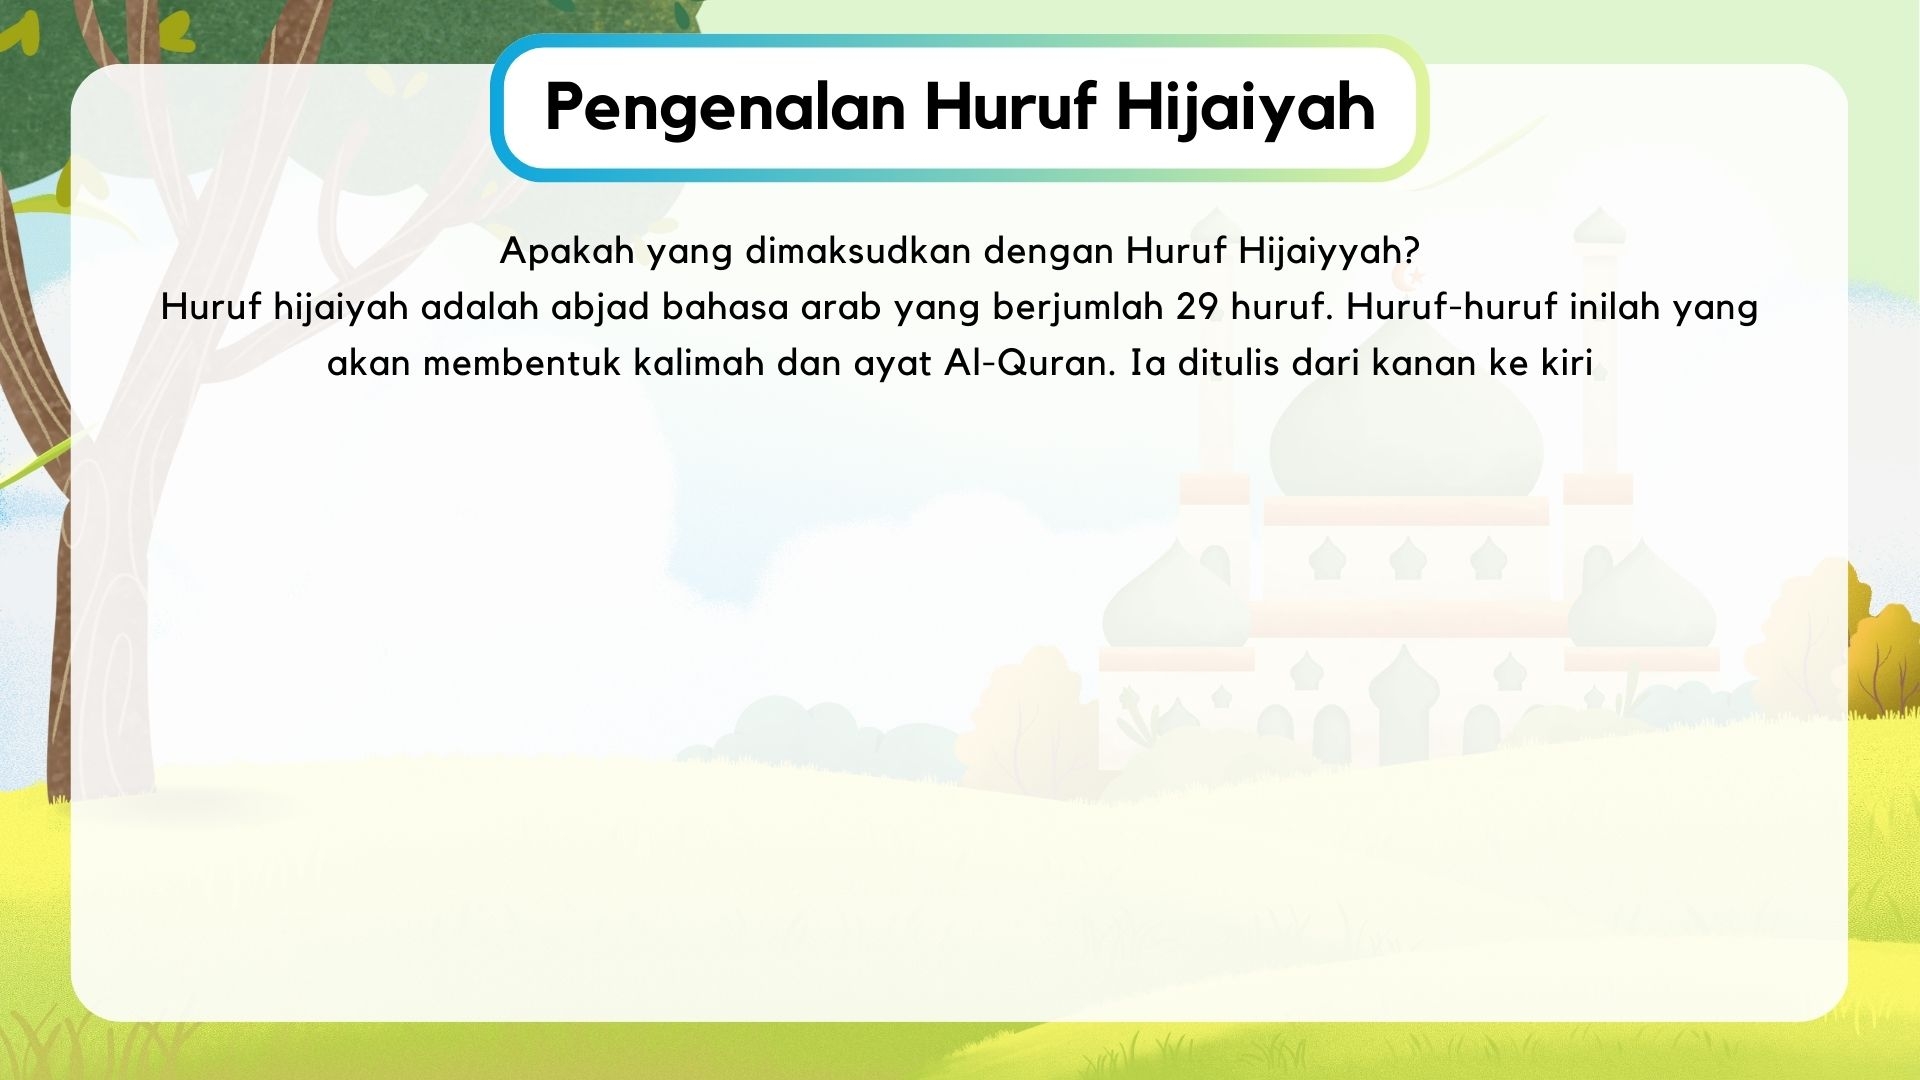 Pengenalan Huruf Hijaiyah
Apakah yang dimaksudkan dengan Huruf Hijaiyyah?
Huruf hijaiyah adalah abjad bahasa arab yang berjumlah 29 huruf. Huruf-huruf inilah yang
akan membentuk kalimah dan ayat Al-Quran. Ia ditulis dari kanan ke kiri